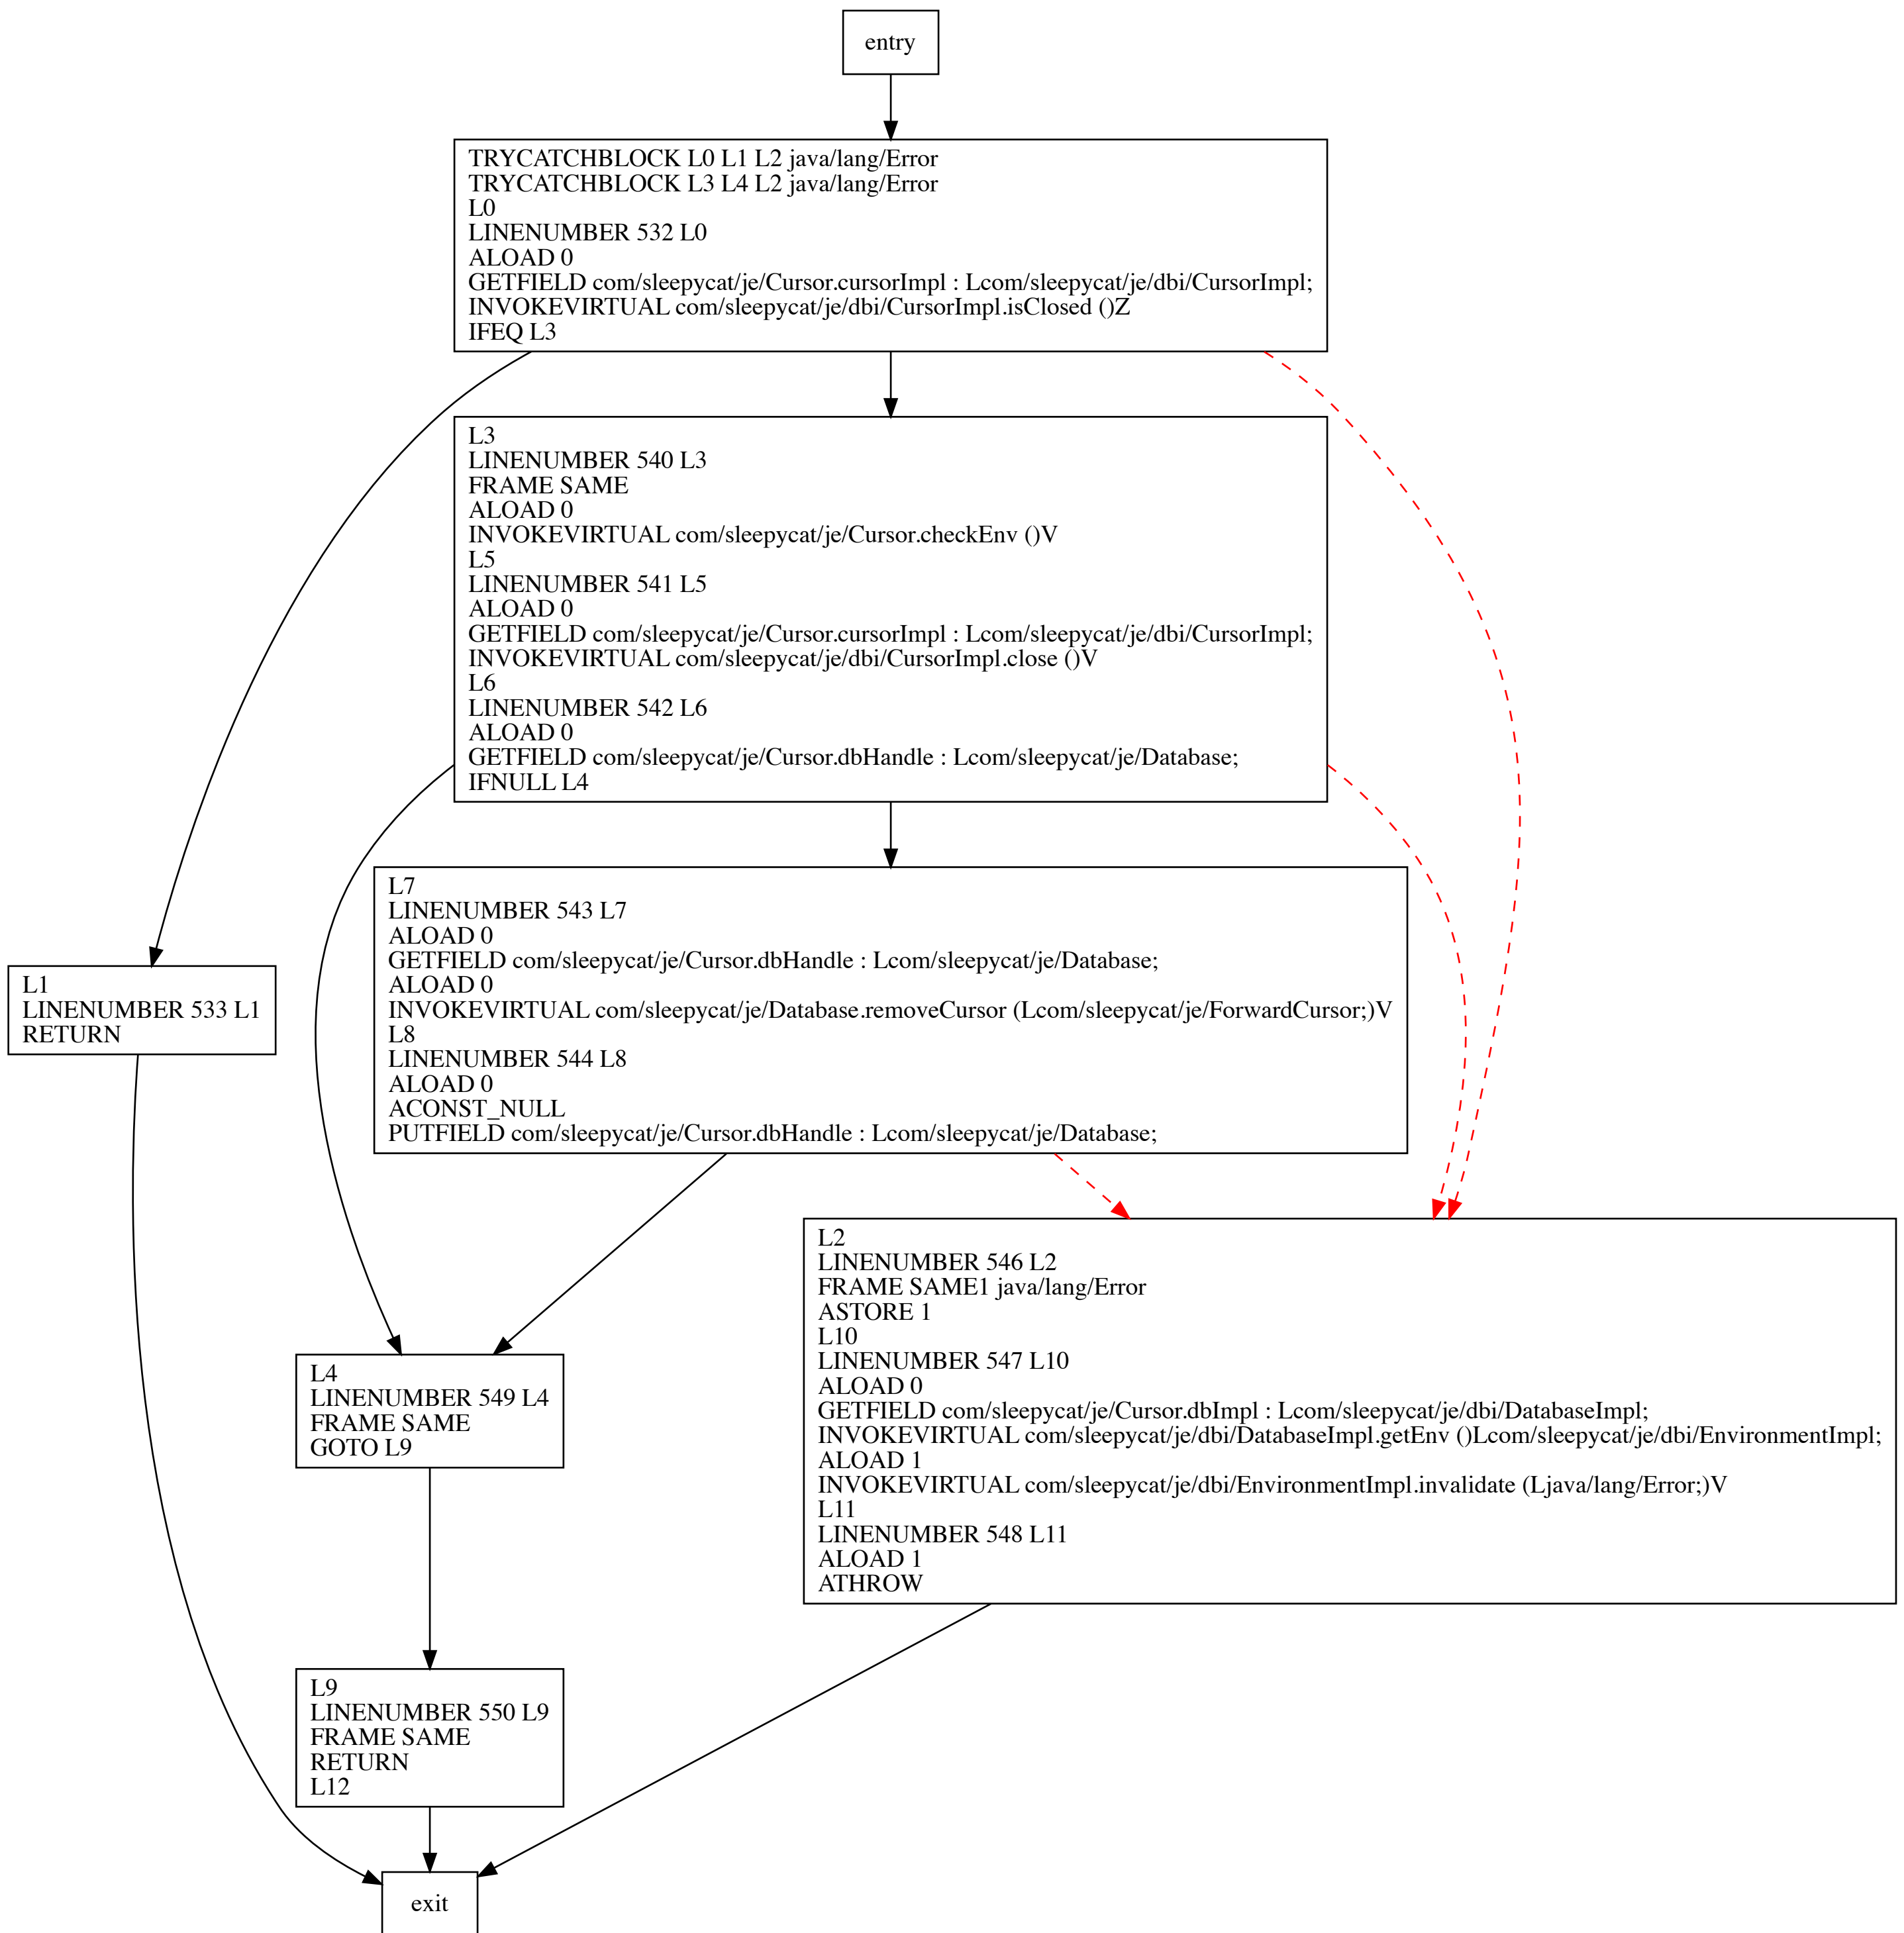 entry
TRYCATCHBLOCK L0 L1 L2 java/lang/Error
TRYCATCHBLOCK L3 L4 L2 java/lang/Error
L0
LINENUMBER 532 L0
ALOAD 0
GETFIELD com/sleepycat/je/Cursor.cursorImpl : Lcom/sleepycat/je/dbi/CursorImpl;
INVOKEVIRTUAL com/sleepycat/je/dbi/CursorImpl.isClosed ()Z
IFEQ L3
L3
LINENUMBER 540 L3
FRAME SAME
ALOAD 0
INVOKEVIRTUAL com/sleepycat/je/Cursor.checkEnv ()V
L5
LINENUMBER 541 L5
ALOAD 0
GETFIELD com/sleepycat/je/Cursor.cursorImpl : Lcom/sleepycat/je/dbi/CursorImpl;
INVOKEVIRTUAL com/sleepycat/je/dbi/CursorImpl.close ()V
L6
LINENUMBER 542 L6
ALOAD 0
GETFIELD com/sleepycat/je/Cursor.dbHandle : Lcom/sleepycat/je/Database;
IFNULL L4
L7
LINENUMBER 543 L7
ALOAD 0
GETFIELD com/sleepycat/je/Cursor.dbHandle : Lcom/sleepycat/je/Database;
ALOAD 0
INVOKEVIRTUAL com/sleepycat/je/Database.removeCursor (Lcom/sleepycat/je/ForwardCursor;)V
L8
LINENUMBER 544 L8
ALOAD 0
ACONST_NULL
PUTFIELD com/sleepycat/je/Cursor.dbHandle : Lcom/sleepycat/je/Database;
L1
LINENUMBER 533 L1
RETURN
L2
LINENUMBER 546 L2
FRAME SAME1 java/lang/Error
ASTORE 1
L10
LINENUMBER 547 L10
ALOAD 0
GETFIELD com/sleepycat/je/Cursor.dbImpl : Lcom/sleepycat/je/dbi/DatabaseImpl;
INVOKEVIRTUAL com/sleepycat/je/dbi/DatabaseImpl.getEnv ()Lcom/sleepycat/je/dbi/EnvironmentImpl;
ALOAD 1
INVOKEVIRTUAL com/sleepycat/je/dbi/EnvironmentImpl.invalidate (Ljava/lang/Error;)V
L11
LINENUMBER 548 L11
ALOAD 1
ATHROW
L4
LINENUMBER 549 L4
FRAME SAME
GOTO L9
L9
LINENUMBER 550 L9
FRAME SAME
RETURN
L12
exit